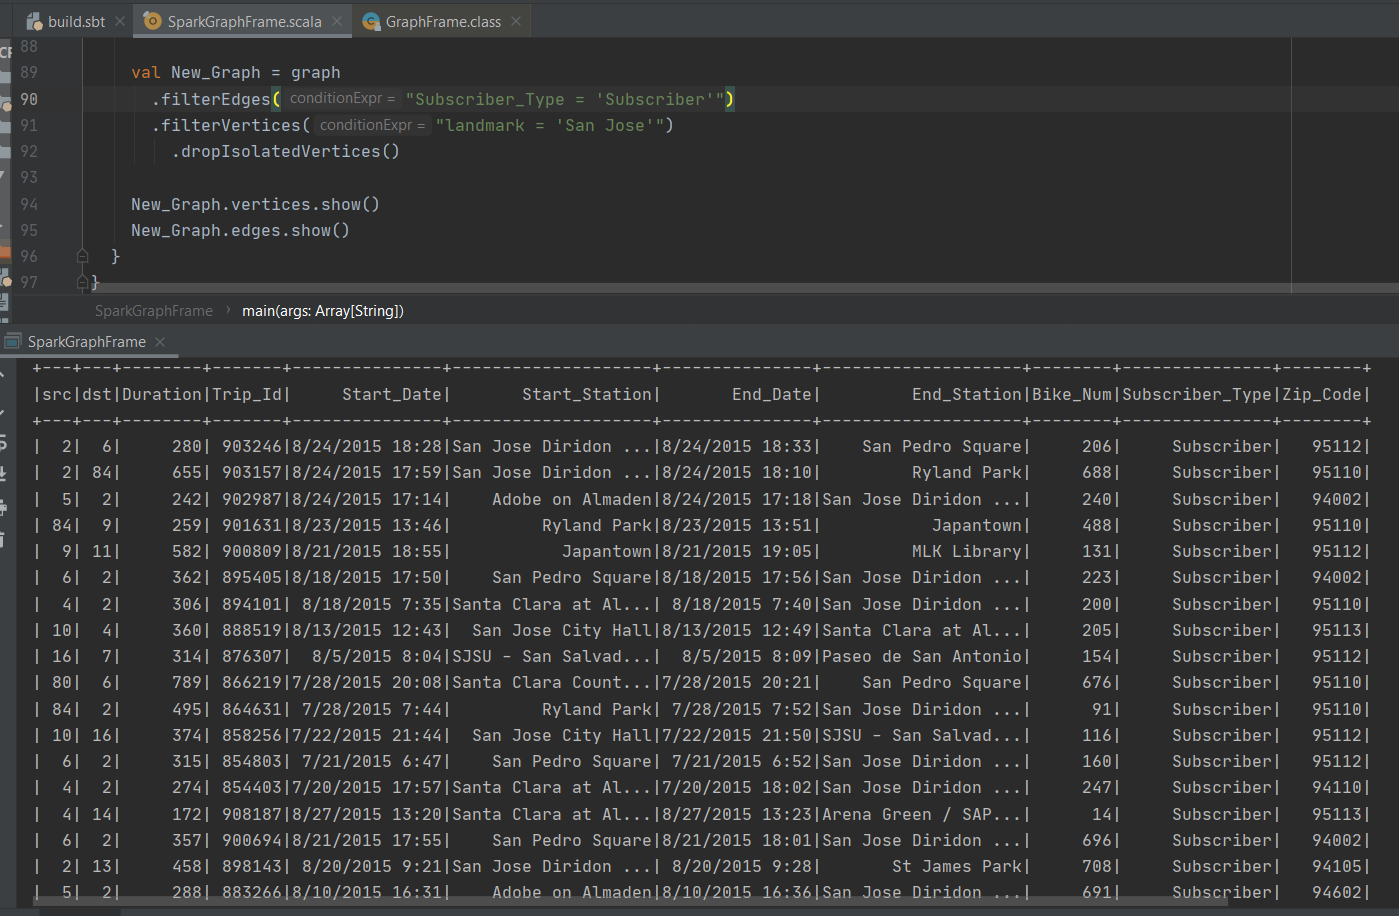 build.sbt SparkGraphFrame.scala GraphFrame.class
88
89 val New_Graph = graph
90 .filterEdges( conditionExpr = "Subscriber_Type = 'Subscriber'")
91 .filterVertices( conditionExpr = "landmark = 'San Jose'")
92 .dropIsolatedVertices()
93
94 New_Graph.vertices.show()
95 New_Graph.edges.show()
96 }
97 }
SparkGraphFrame › main(args: Array[String])
SparkGraphFrame
+---+---+--------+-------+---------------+--------------------+---------------+--------------------+--------+---------------+--------+
|src|dst|Duration|Trip_Id|     Start_Date|       Start_Station|       End_Date|         End_Station|Bike_Num|Subscriber_Type|Zip_Code|
+---+---+--------+-------+---------------+--------------------+---------------+--------------------+--------+---------------+--------+
|  2|  6|     280| 903246|8/24/2015 18:28|San Jose Diridon ...|8/24/2015 18:33|    San Pedro Square|     206|     Subscriber|   95112|
|  2| 84|     655| 903157|8/24/2015 17:59|San Jose Diridon ...|8/24/2015 18:10|         Ryland Park|     688|     Subscriber|   95110|
|  5|  2|     242| 902987|8/24/2015 17:14|    Adobe on Almaden|8/24/2015 17:18|San Jose Diridon ...|     240|     Subscriber|   94002|
| 84|  9|     259| 901631|8/23/2015 13:46|         Ryland Park|8/23/2015 13:51|           Japantown|     488|     Subscriber|   95110|
|  9| 11|     582| 900809|8/21/2015 18:55|           Japantown|8/21/2015 19:05|         MLK Library|     131|     Subscriber|   95112|
|  6|  2|     362| 895405|8/18/2015 17:50|    San Pedro Square|8/18/2015 17:56|San Jose Diridon ...|     223|     Subscriber|   94002|
|  4|  2|     306| 894101| 8/18/2015 7:35|Santa Clara at Al...| 8/18/2015 7:40|San Jose Diridon ...|     200|     Subscriber|   95110|
| 10|  4|     360| 888519|8/13/2015 12:43|  San Jose City Hall|8/13/2015 12:49|Santa Clara at Al...|     205|     Subscriber|   95113|
| 16|  7|     314| 876307|  8/5/2015 8:04|SJSU - San Salvad...|  8/5/2015 8:09|Paseo de San Antonio|     154|     Subscriber|   95112|
| 80|  6|     789| 866219|7/28/2015 20:08|Santa Clara Count...|7/28/2015 20:21|    San Pedro Square|     676|     Subscriber|   95110|
| 84|  2|     495| 864631| 7/28/2015 7:44|         Ryland Park| 7/28/2015 7:52|San Jose Diridon ...|      91|     Subscriber|   95110|
| 10| 16|     374| 858256|7/22/2015 21:44|  San Jose City Hall|7/22/2015 21:50|SJSU - San Salvad...|     116|     Subscriber|   95112|
|  6|  2|     315| 854803| 7/21/2015 6:47|    San Pedro Square| 7/21/2015 6:52|San Jose Diridon ...|     160|     Subscriber|   95112|
|  4|  2|     274| 854403|7/20/2015 17:57|Santa Clara at Al...|7/20/2015 18:02|San Jose Diridon ...|     247|     Subscriber|   94110|
|  4| 14|     172| 908187|8/27/2015 13:20|Santa Clara at Al...|8/27/2015 13:23|Arena Green / SAP...|      14|     Subscriber|   95113|
|  6|  2|     357| 900694|8/21/2015 17:55|    San Pedro Square|8/21/2015 18:01|San Jose Diridon ...|     696|     Subscriber|   94002|
|  2| 13|     458| 898143| 8/20/2015 9:21|San Jose Diridon ...| 8/20/2015 9:28|       St James Park|     708|     Subscriber|   94105|
|  5|  2|     288| 883266|8/10/2015 16:31|    Adobe on Almaden|8/10/2015 16:36|San Jose Diridon ...|     691|     Subscriber|   94602|